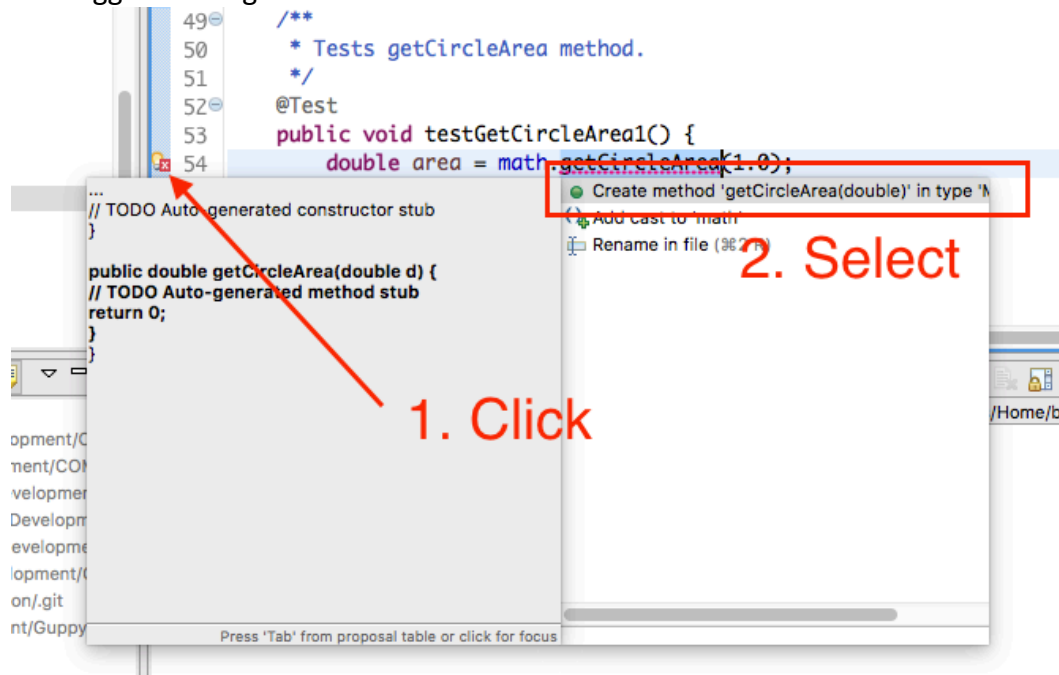 49 /**
50 * Tests getCircleArea method.
51 */
52 @Test
53 public void testGetCircleArea1() {
54 double area = math.getCircleArea(1.0);
...
// TODO Auto-generated constructor stub
}
public double getCircleArea(double d) {
// TODO Auto-generated method stub
return 0;
}
}
Press 'Tab' from proposal table or click for focus
Create method 'getCircleArea(double)' in type 'M
Add cast to 'math'
Rename in file (⌘2 R)
2. Select
1. Click
/Home/b
opment/C
ment/CO
velopmer
Developm
evelopme
lopment/
on/.git
nt/Guppy